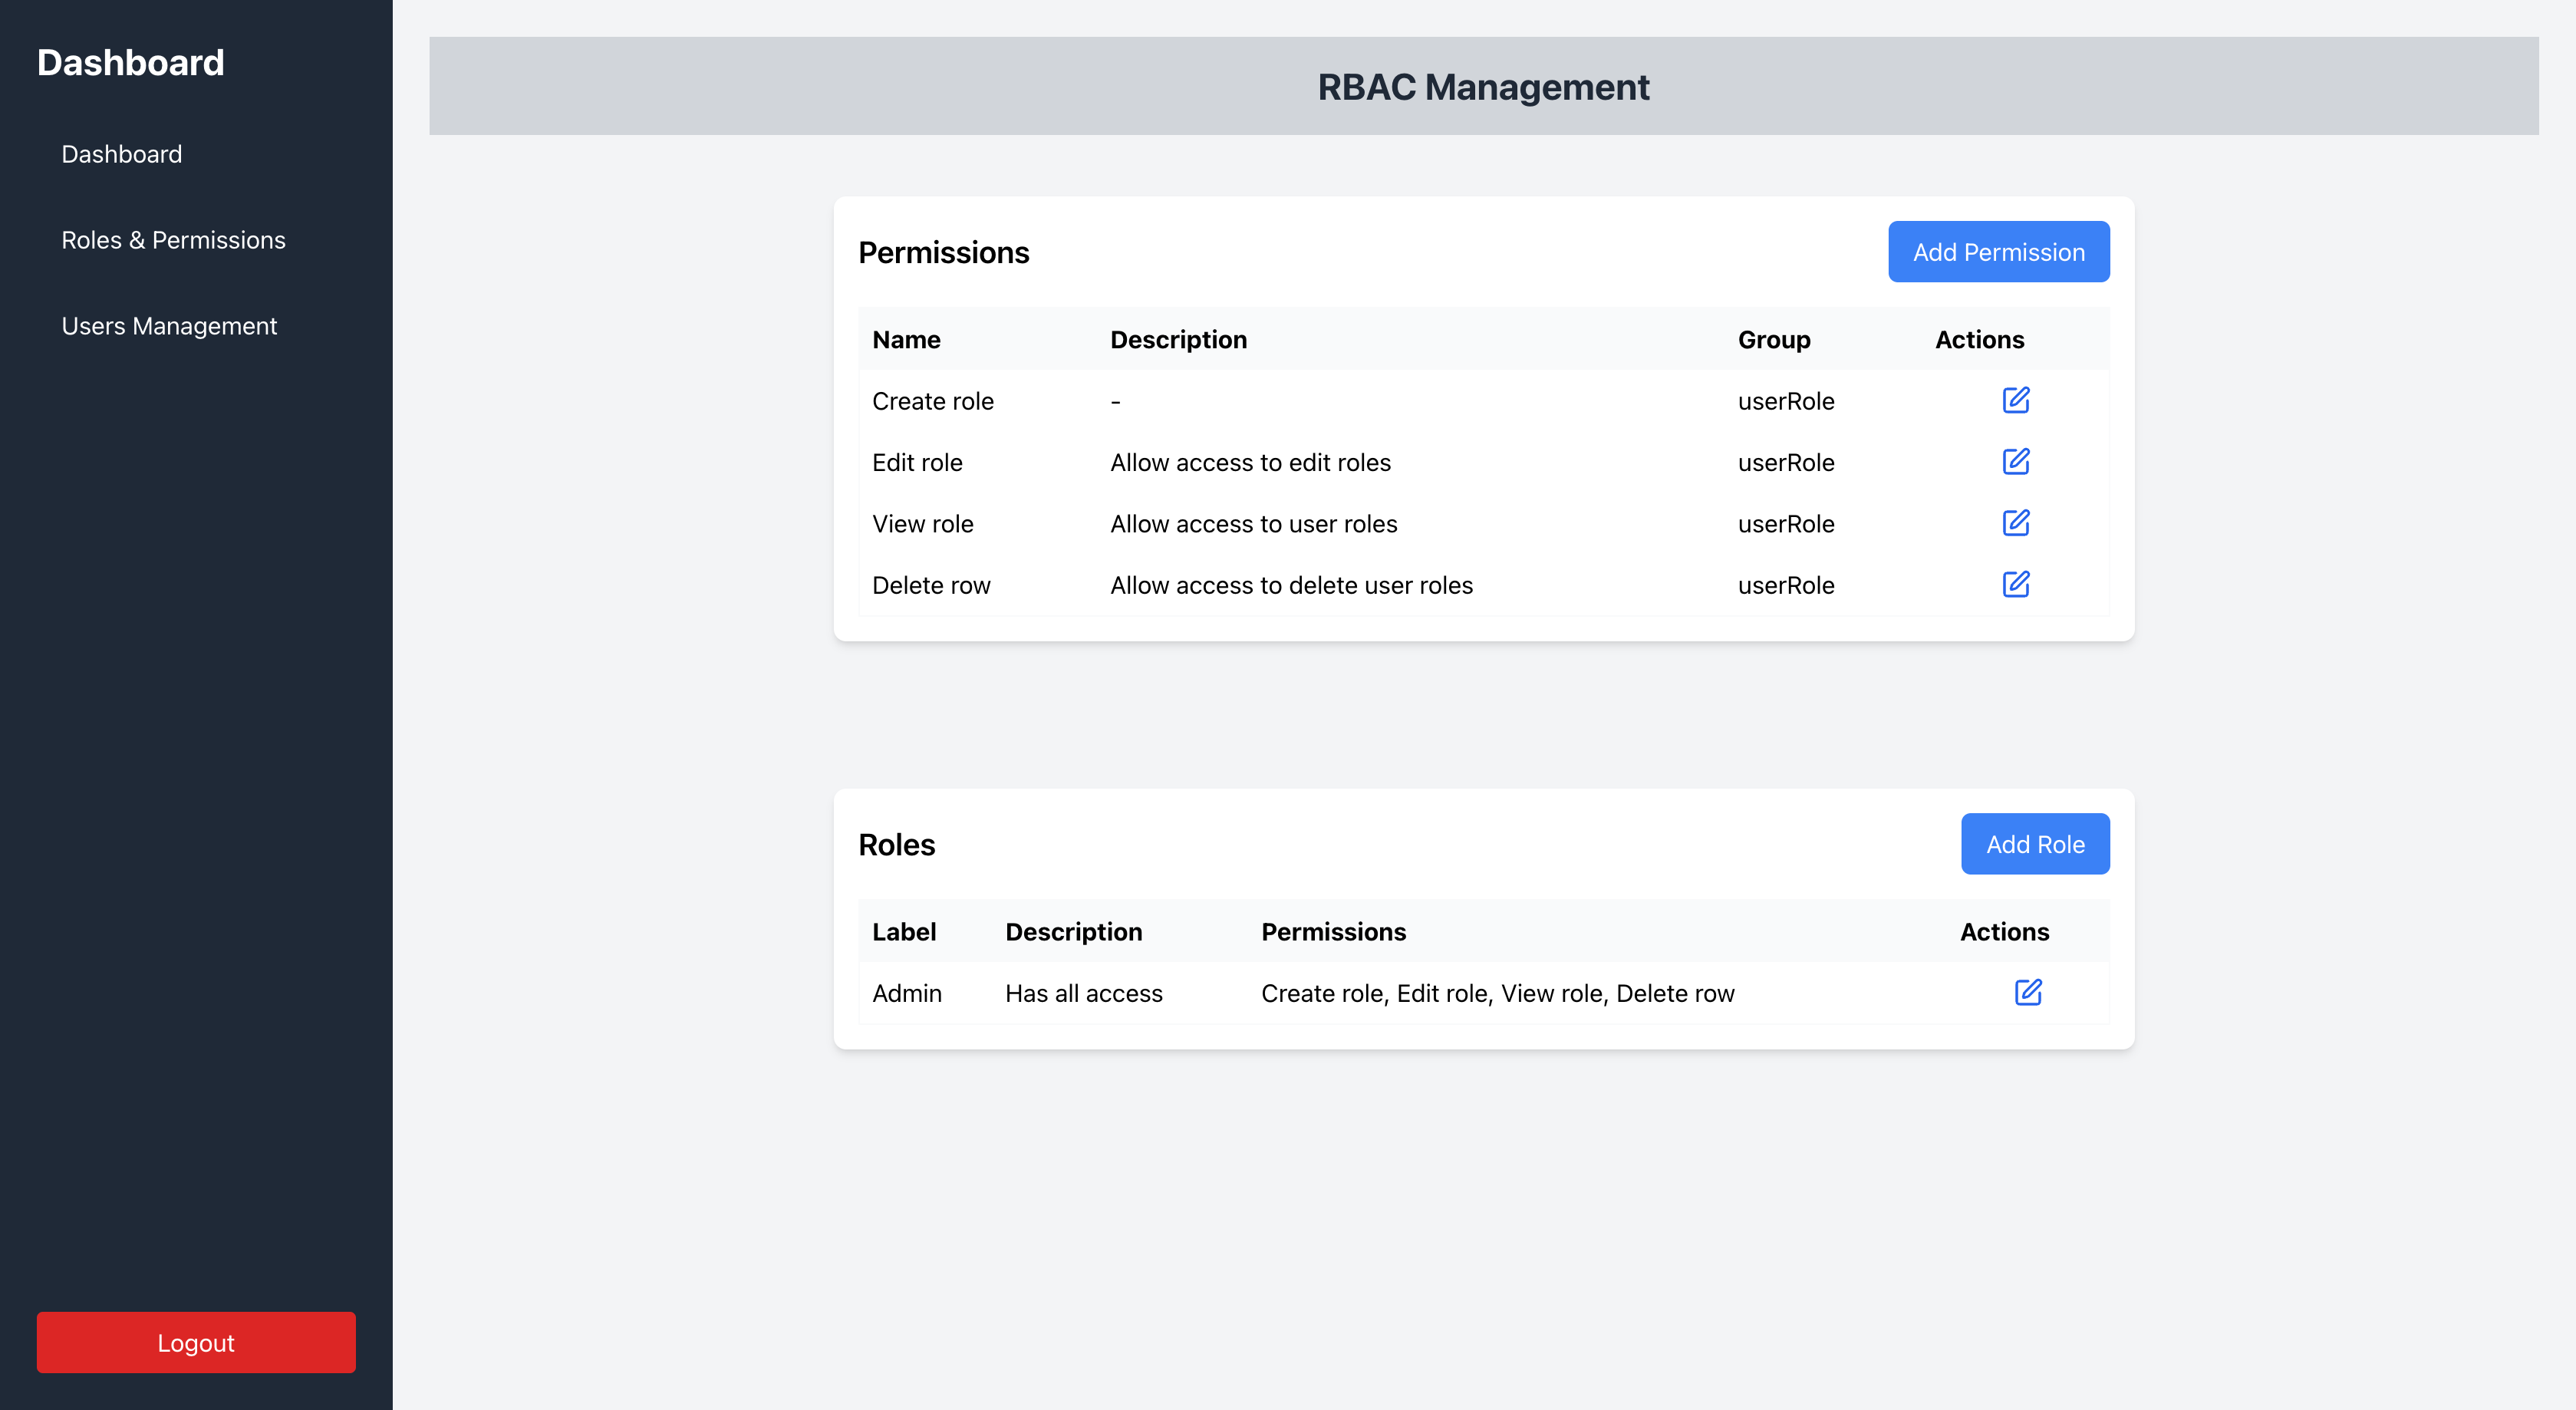 Dashboard
Dashboard
Roles & Permissions
Users Management
Logout
RBAC Management
Permissions
Add Permission
Name Description Group Actions
Create role - userRole
Edit role Allow access to edit roles userRole
View role Allow access to user roles userRole
Delete row Allow access to delete user roles userRole
Roles
Add Role
Label Description Permissions Actions
Admin Has all access Create role, Edit role, View role, Delete row